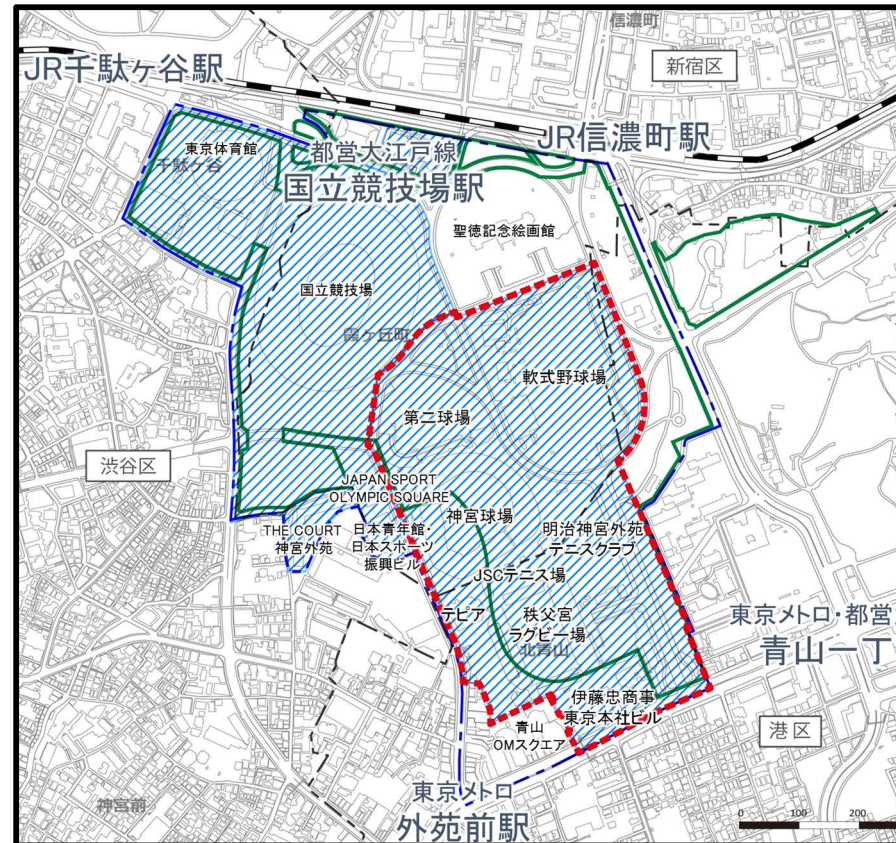 信濃町
JR千駄ヶ谷駅
新宿区
JR信濃町駅
東京体育館
千駄ヶ谷
都営大江戸線
国立競技場駅
聖徳記念絵画館
国立競技場
霞ヶ丘町
軟式野球場
第二球場
渋谷区
JAPAN SPORT
OLYMPIC SQUARE
神宮球場
THE COURT
神宮外苑
日本青年館・
日本スポーツ
振興ビル
明治神宮外苑
テニスクラブ
JSCテニス場
テピア
秩父宮
ラグビー場
北青山
東京メトロ・都営
青山一丁
伊藤忠商事
東京本社ビル
青山
OMスクエア
港区
東京メトロ
外苑前駅
神宮前
0 100 200